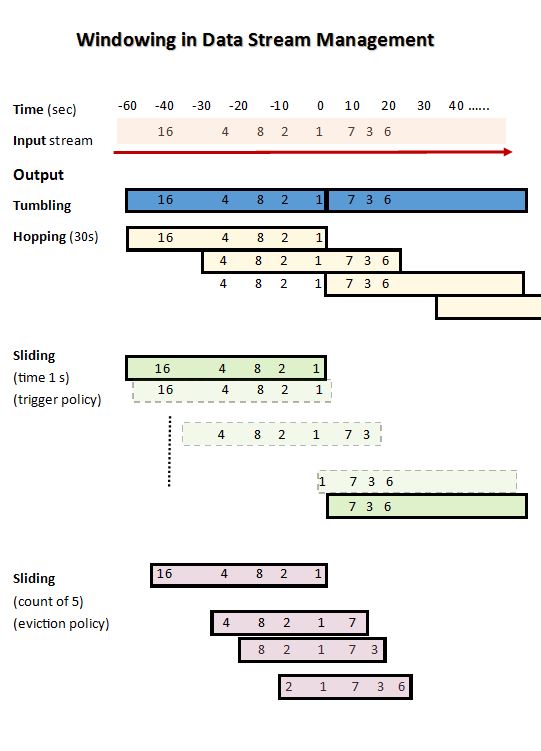 Windowing in Data Stream Management
Time (sec) -60 -40 -30 -20 -10 0 10 20 30 40 ......
Input stream 16 4 8 2 1 7 3 6
Output
Tumbling 16 4 8 2 1 7 3 6
Hopping (30s) 16 4 8 2 1
4 8 2 1 7 3 6
4 8 2 1 7 3 6
Sliding 16 4 8 2 1
(time 1 s)
16 4 8 2 1
(trigger policy)
4 8 2 1 7 3
1 7 3 6
7 3 6
Sliding 16 4 8 2 1
(count of 5)
(eviction policy) 4 8 2 1 7
8 2 1 7 3
2 1 7 3 6